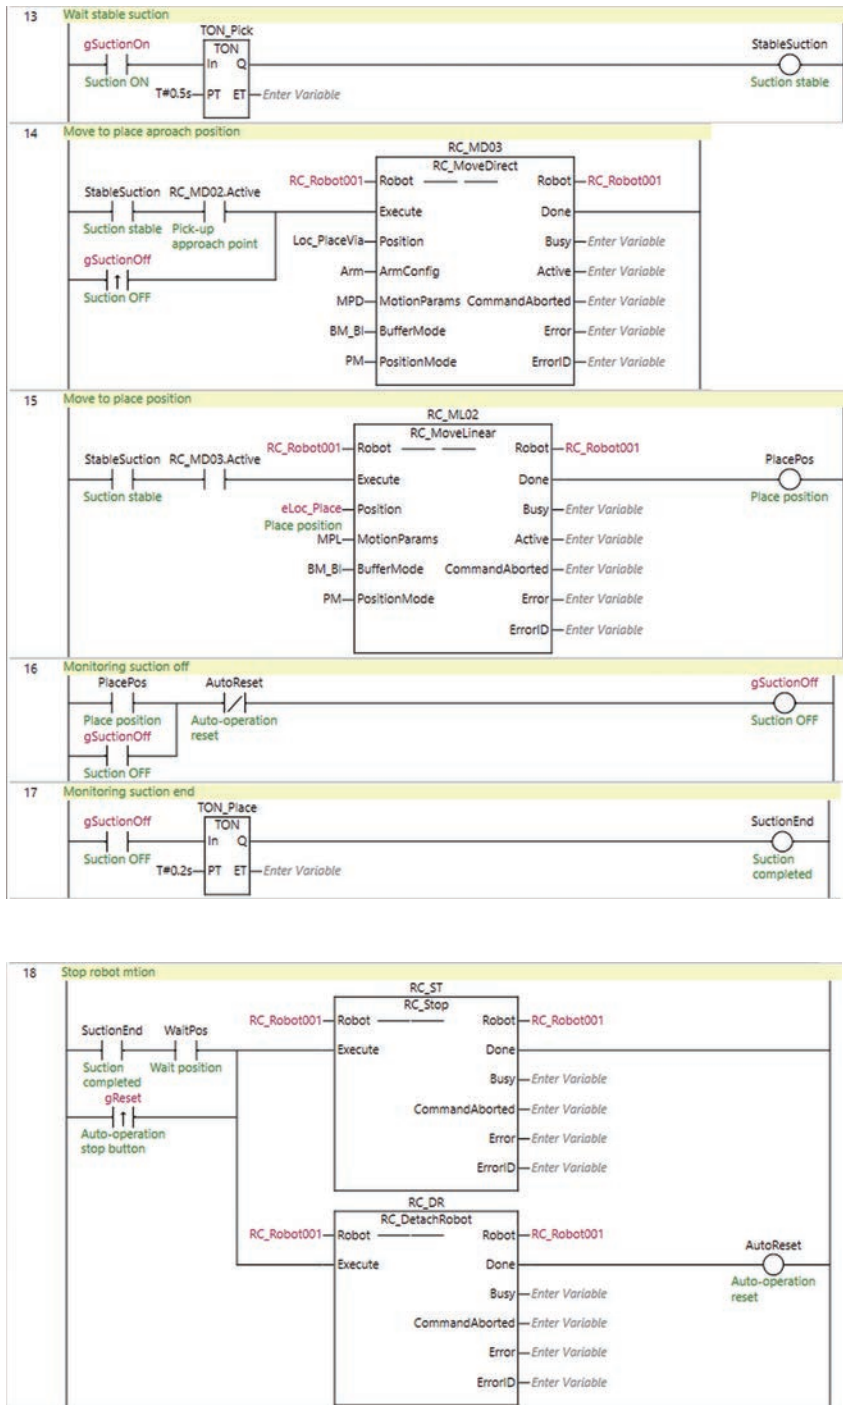 13 Wait stable suction
TON_Pick
gSuctionOn TON StableSuction
In Q
Suction ON Suction stable
T#0.5s PT ET Enter Variable
14 Move to place aproach position
RC_MD03
RC_MoveDirect
RC_Robot001 Robot Robot RC_Robot001
StableSuction RC_MD02.Active
Execute Done
Suction stable Pick-up
approach point
Loc_PlaceVia Position Busy Enter Variable
gSuctionOff
Arm ArmConfig Active Enter Variable
Suction OFF
MPD MotionParams CommandAborted Enter Variable
BM_BI BufferMode Error Enter Variable
PM PositionMode ErrorID Enter Variable
15 Move to place position
RC_ML02
RC_MoveLinear
RC_Robot001 Robot Robot RC_Robot001
StableSuction RC_MD03.Active PlacePos
Execute Done
Suction stable Place position
eLoc_Place Position Busy Enter Variable
Place position
MPL MotionParams Active Enter Variable
BM_BI BufferMode CommandAborted Enter Variable
PM PositionMode Error Enter Variable
ErrorID Enter Variable
16 Monitoring suction off
PlacePos AutoReset gSuctionOff
Place position Auto-operation Suction OFF
reset
gSuctionOff
Suction OFF
17 Monitoring suction end
TON_Place
gSuctionOff TON SuctionEnd
In Q
Suction OFF Suction
completed
T#0.2s PT ET Enter Variable
18 Stop robot mtion
RC_ST
RC_Stop
RC_Robot001 Robot Robot RC_Robot001
SuctionEnd WaitPos
Execute Done
Suction Wait position
completed
Busy Enter Variable
gReset
CommandAborted Enter Variable
Auto-operation
stop button
Error Enter Variable
ErrorID Enter Variable
RC_DR
RC_DetachRobot
RC_Robot001 Robot Robot RC_Robot001
AutoReset
Execute Done
Auto-operation
reset
Busy Enter Variable
CommandAborted Enter Variable
Error Enter Variable
ErrorID Enter Variable